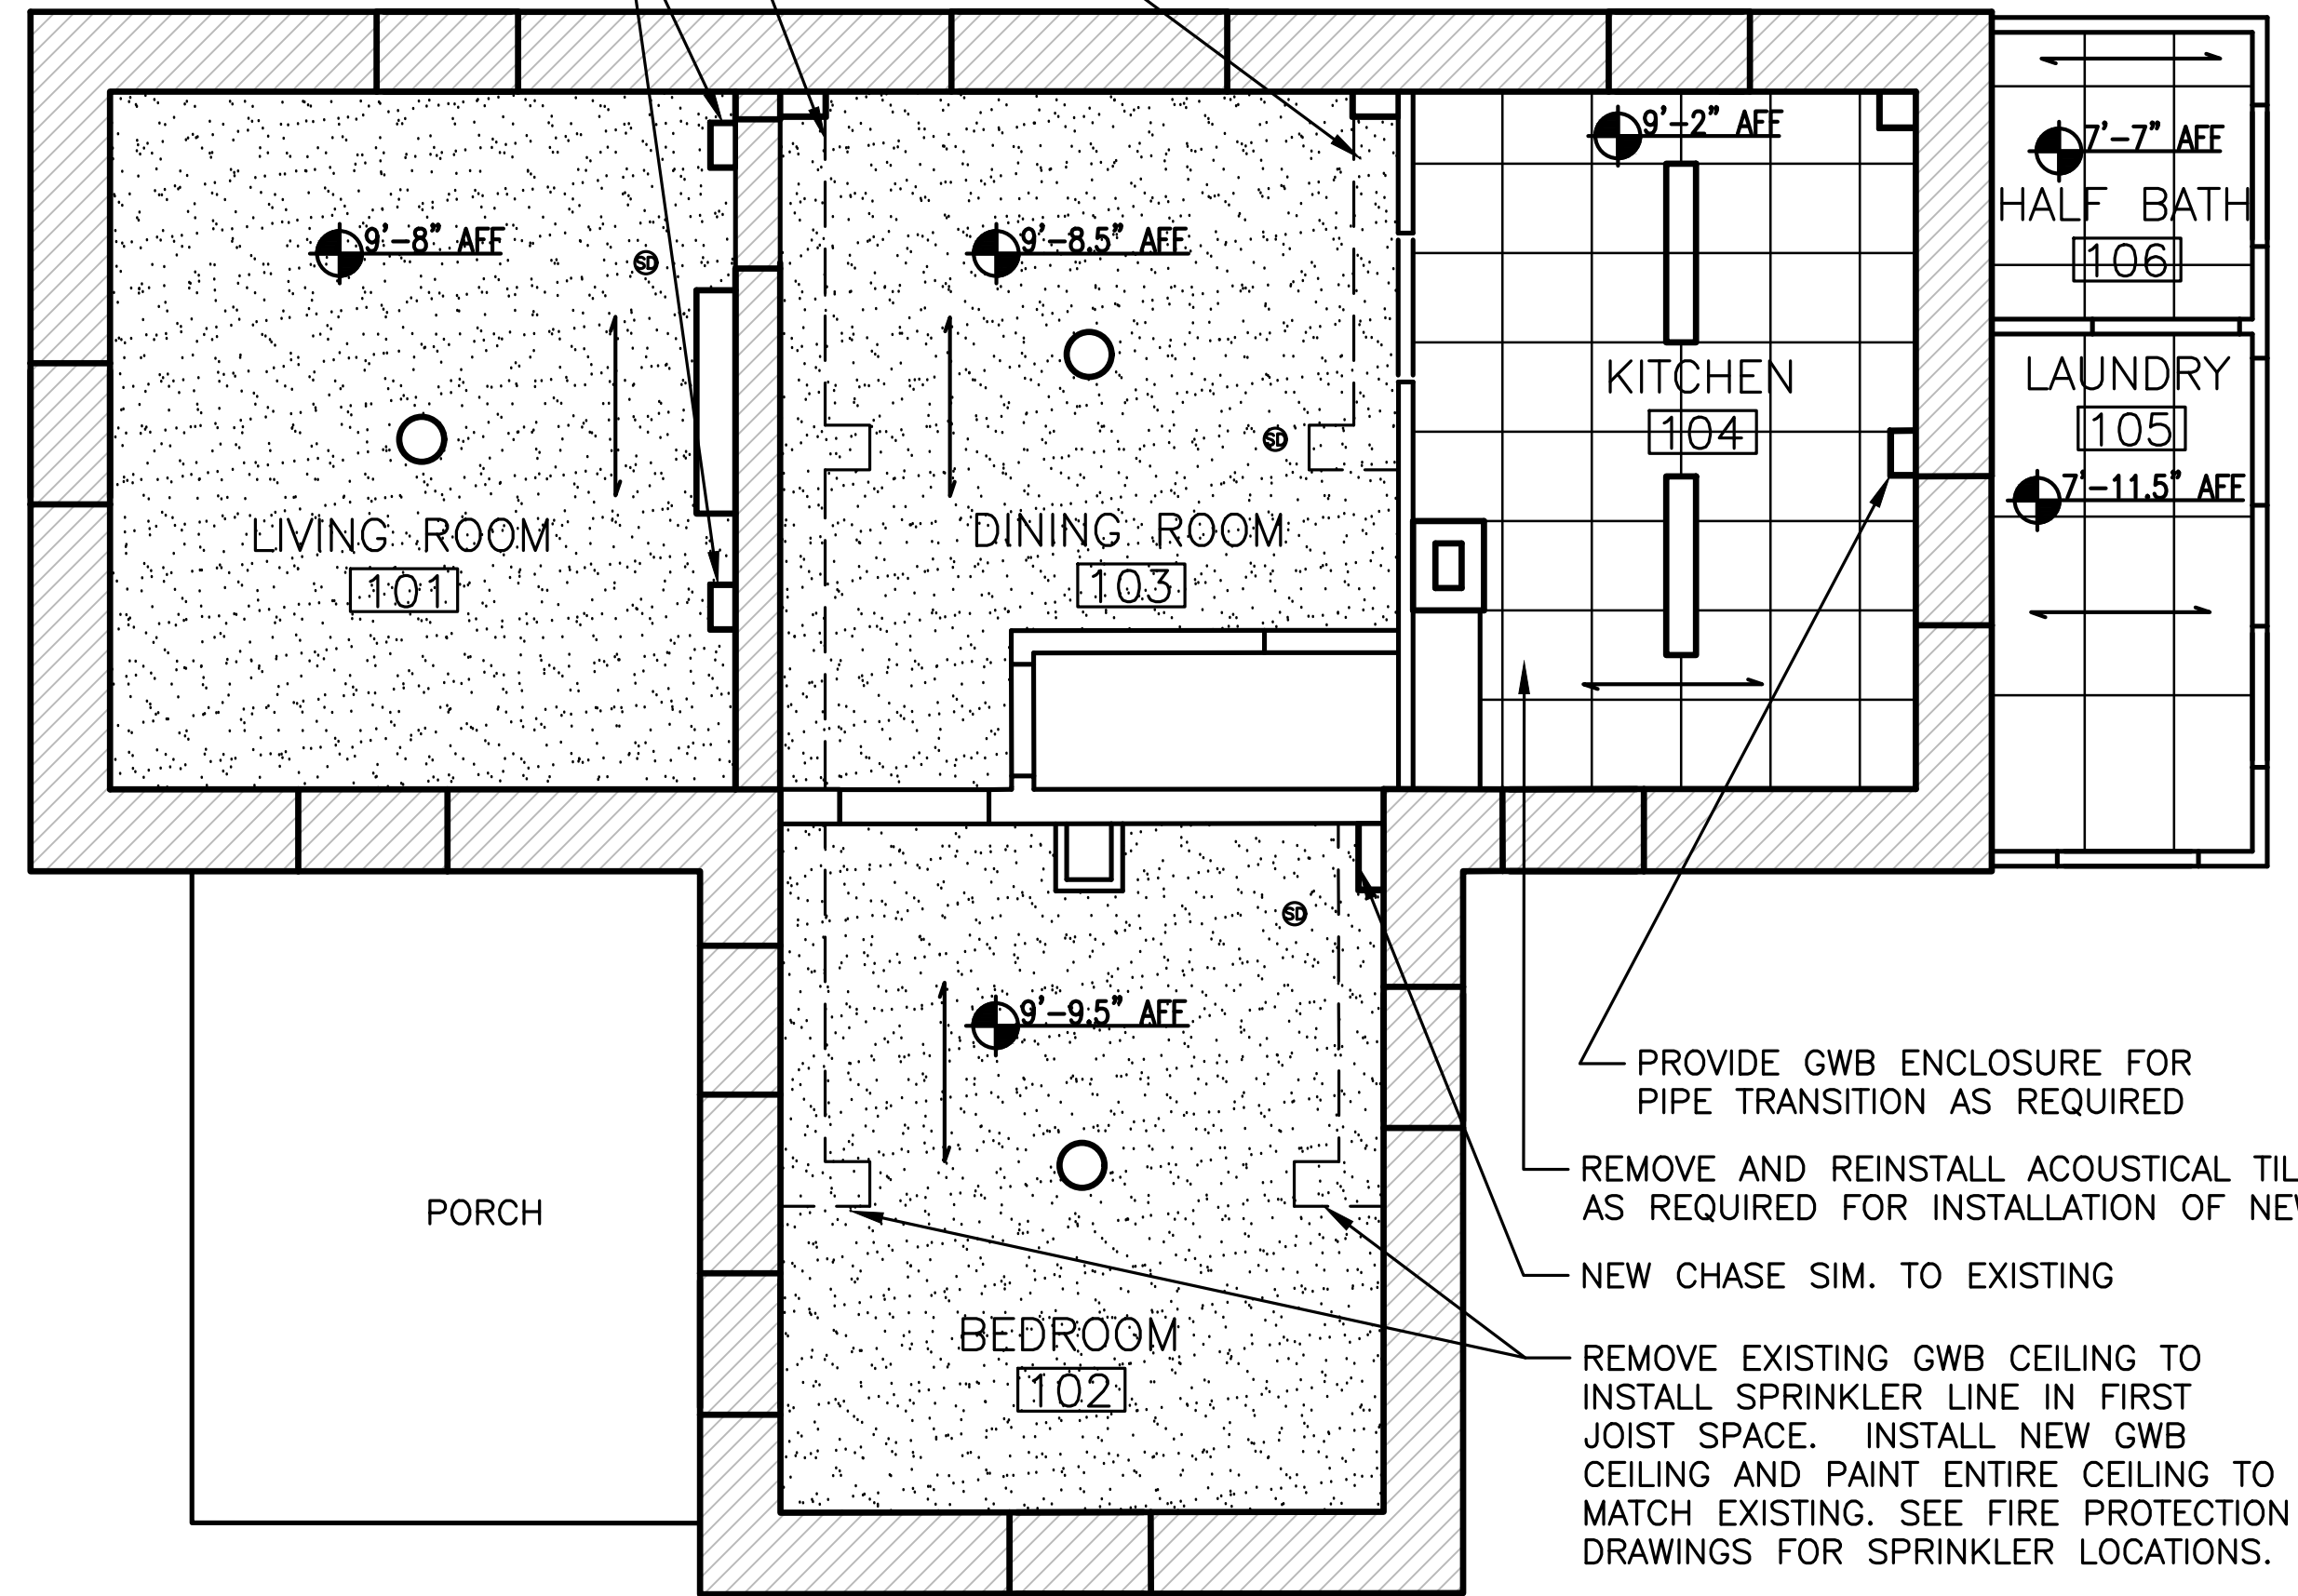 9'-2" AFF
7'-7" AFF
HALF BATH
106
9'-8" AFF
SD
9'-8.5" AFF
KITCHEN
104
LAUNDRY
105
SD
7'-11.5" AFF
LIVING ROOM
101
DINING ROOM
103
SD
9'-9.5" AFF
PORCH
BEDROOM
102
PROVIDE GWB ENCLOSURE FOR
PIPE TRANSITION AS REQUIRED
REMOVE AND REINSTALL ACOUSTICAL
AS REQUIRED FOR INSTALLATION OF
NEW CHASE SIM. TO EXISTING
REMOVE EXISTING GWB CEILING TO
INSTALL SPRINKLER LINE IN FIRST
JOIST SPACE. INSTALL NEW GWB
CEILING AND PAINT ENTIRE CEILING TO
MATCH EXISTING. SEE FIRE PROTECTION
DRAWINGS FOR SPRINKLER LOCATIONS.